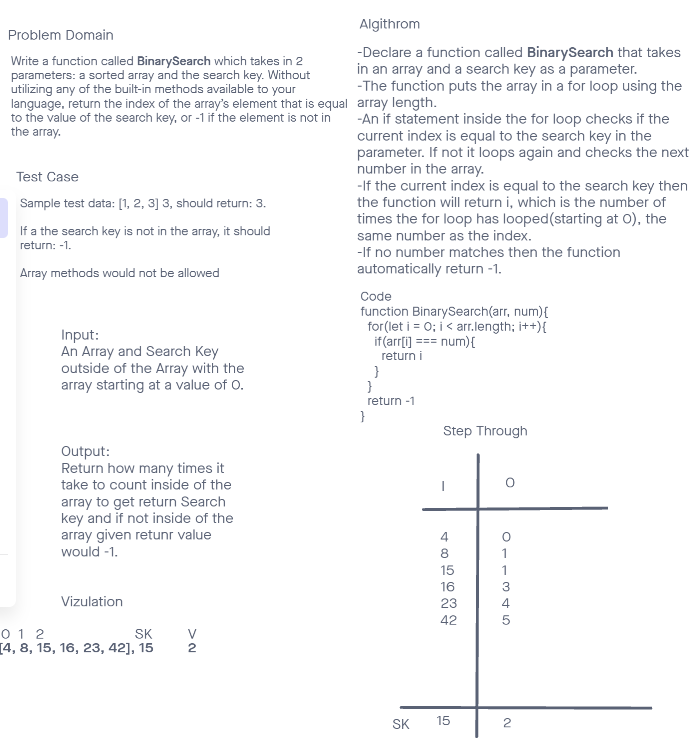 Problem Domain
Write a function called BinarySearch which takes in 2
parameters: a sorted array and the search key. Without
utilizing any of the built-in methods available to your
language, return the index of the array's element that is equal
to the value of the search key, or -1 if the element is not in
the array.
Test Case
Sample test data: [1, 2, 3] 3, should return: 3.
If a the search key is not in the array, it should
return: -1.
Array methods would not be allowed
Input:
An Array and Search Key
outside of the Array with the
array starting at a value of 0.
Output:
Return how many times it
take to count inside of the
array to get return Search
key and if not inside of the
array given retunr value
would -1.
Vizulation
0 1 2 SK V
[4, 8, 15, 16, 23, 42], 15 2
Algithrom
-Declare a function called BinarySearch that takes
in an array and a search key as a parameter.
-The function puts the array in a for loop using the
array length.
-An if statement inside the for loop checks if the
current index is equal to the search key in the
parameter. If not it loops again and checks the next
number in the array.
-If the current index is equal to the search key then
the function will return i, which is the number of
times the for loop has looped(starting at 0), the
same number as the index.
-If no number matches then the function
automatically return -1.
Code
function BinarySearch(arr, num){
for(let i = 0; i < arr.length; i++){
if(arr[i] === num){
return i
}
}
return -1
}
Step Through
I O
4 0
8 1
15 1
16 3
23 4
42 5
SK 15 2